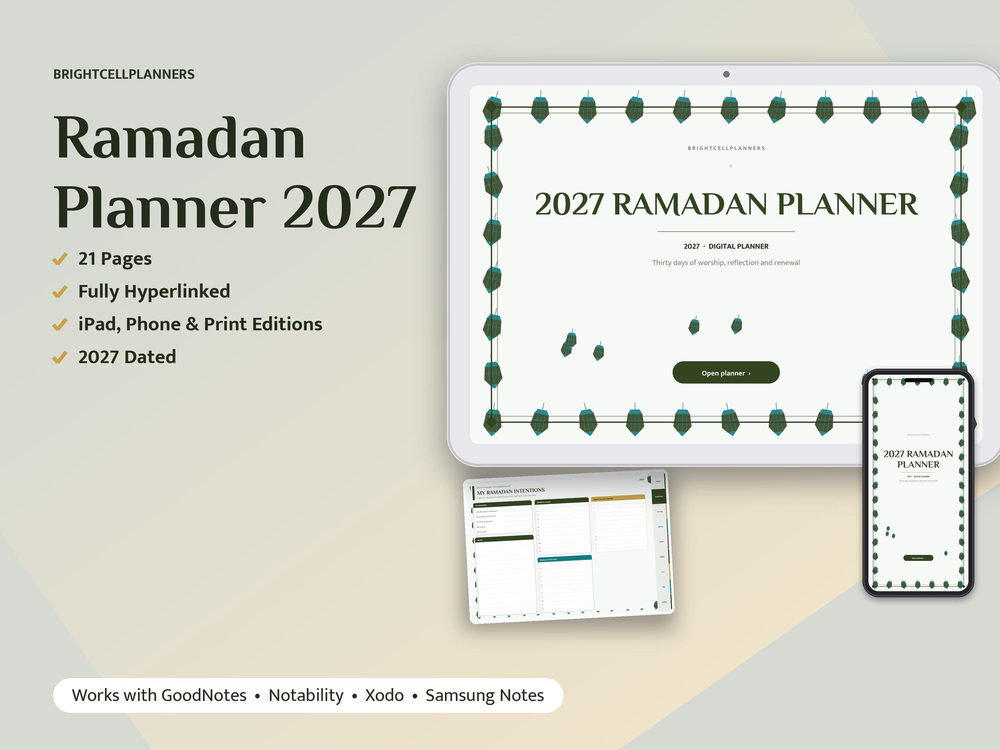 BRIGHTCELLPLANNERS
Ramadan
Planner 2027
21 Pages
Fully Hyperlinked
iPad, Phone & Print Editions
2027 Dated
Works with GoodNotes • Notability • Xodo • Samsung Notes
BRIGHTCELLPLANNERS
2027 RAMADAN PLANNER
2027 · DIGITAL PLANNER
Thirty days of worship, reflection and renewal
Open planner ›
MY RAMADAN INTENTIONS
2027 RAMADAN
PLANNER